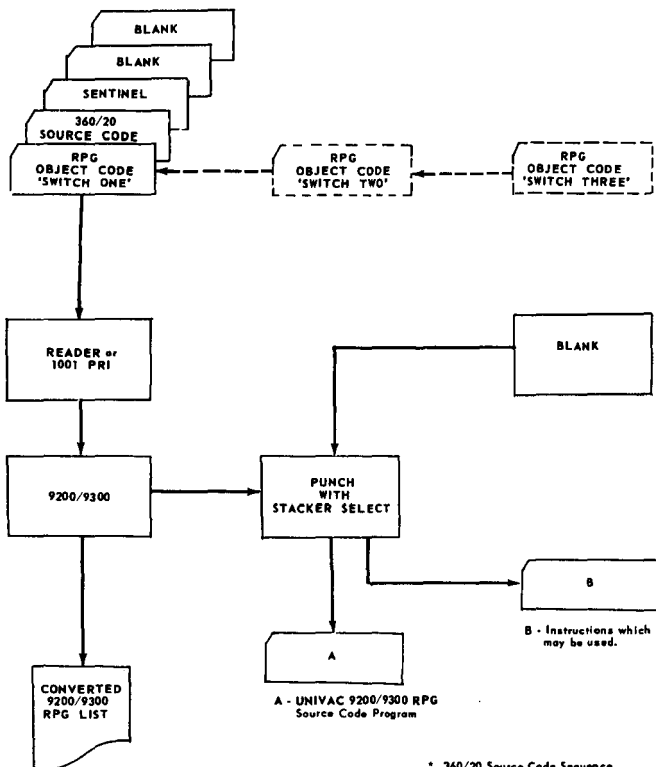 BLANK
BLANK
SENTINEL
360/20
SOURCE CODE
RPG
OBJECT CODE
'SWITCH ONE'
RPG
OBJECT CODE
'SWITCH TWO'
RPG
OBJECT CODE
'SWITCH THREE'
READER or
1001 PRI
BLANK
9200/9300
PUNCH
WITH
STACKER SELECT
B
B - Instructions which
may be used.
A
A - UNIVAC 9200/9300 RPG
Source Code Program
CONVERTED
9200/9300
RPG LIST
* 360/20 Source Code Sequence